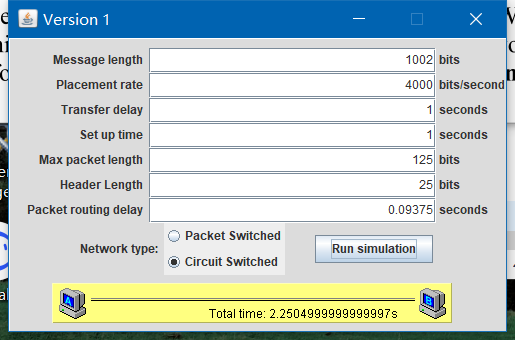 Version 1
Message length 1002 bits
Placement rate 4000 bits/second
Transfer delay 1 seconds
Set up time 1 seconds
Max packet length 125 bits
Header Length 25 bits
Packet routing delay 0.09375 seconds
Packet Switched
Network type: Run simulation
Circuit Switched
A B
Total time: 2.2504999999999997s